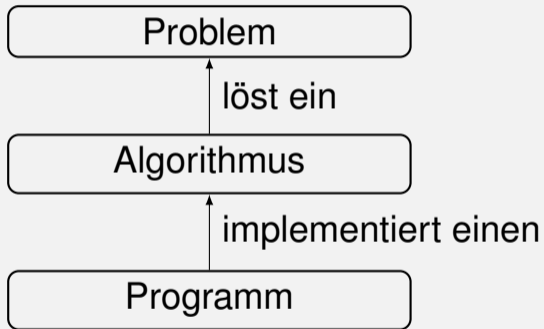 Problem
löst ein
Algorithmus
implementiert einen
Programm